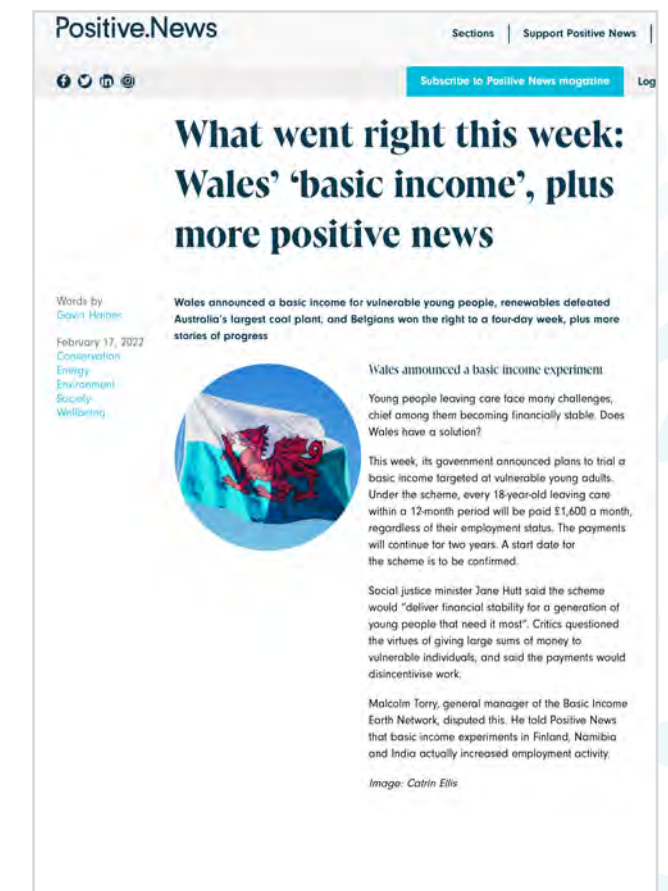 Positive.News
Sections | Support Positive News |
Subscribe to Positive News magazine
Log
What went right this week:
Wales’ ‘basic income’, plus
more positive news
Words by
Gavin Haines
February 17, 2022
Conservation
Energy
Environment
Society
Wellbeing
Wales announced a basic income for vulnerable young people, renewables defeated
Australia’s largest coal plant, and Belgians won the right to a four-day week, plus more
stories of progress
Wales announced a basic income experiment
Young people leaving care face many challenges,
chief among them becoming financially stable. Does
Wales have a solution?
This week, its government announced plans to trial a
basic income targeted at vulnerable young adults.
Under the scheme, every 18-year-old leaving care
within a 12-month period will be paid £1,600 a month,
regardless of their employment status. The payments
will continue for two years. A start date for
the scheme is to be confirmed.
Social justice minister Jane Hutt said the scheme
would “deliver financial stability for a generation of
young people that need it most”. Critics questioned
the virtues of giving large sums of money to
vulnerable individuals, and said the payments would
disincentivise work.
Malcolm Torry, general manager of the Basic Income
Earth Network, disputed this. He told Positive News
that basic income experiments in Finland, Namibia
and India actually increased employment activity.
Image: Catrin Ellis